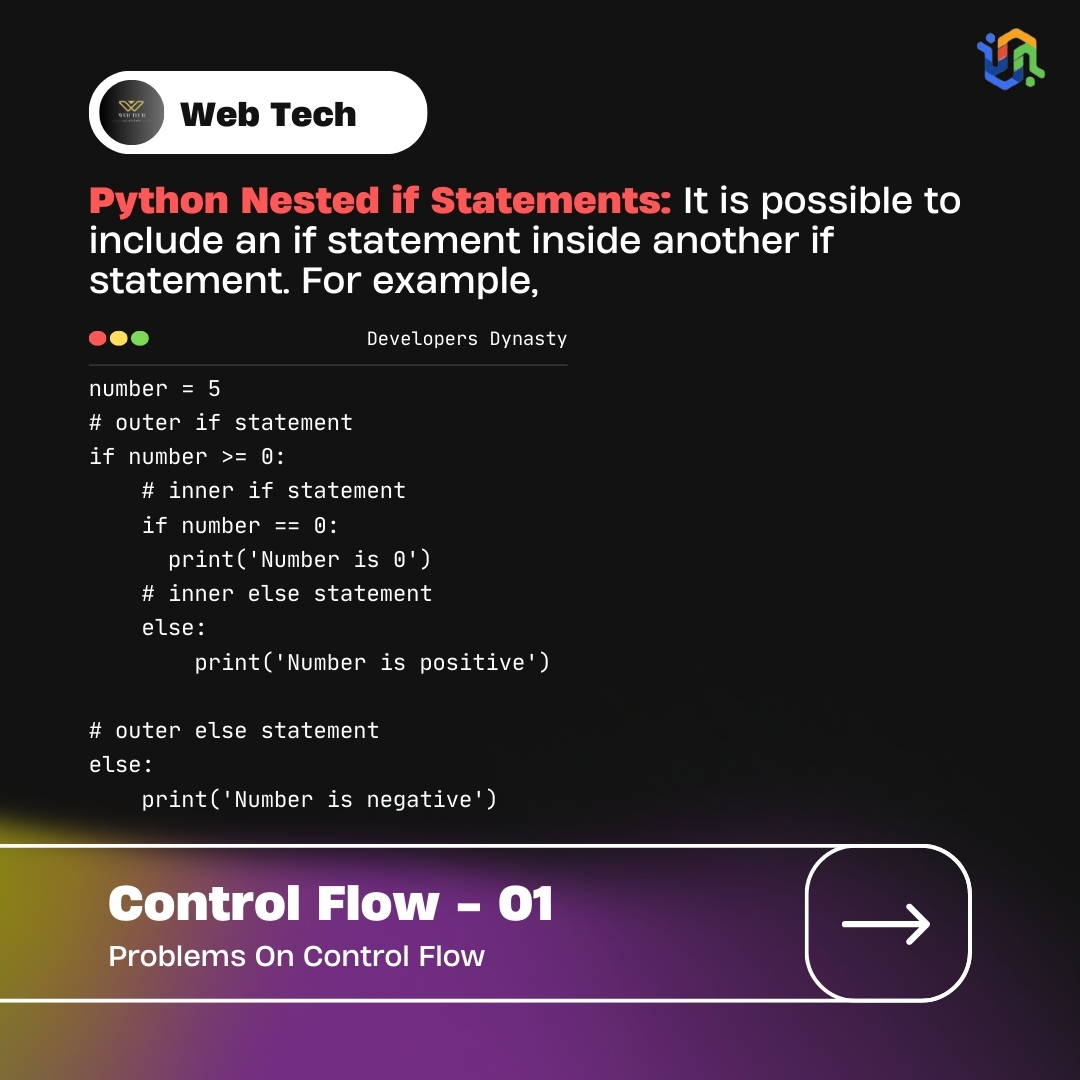 WEB TECH
Web Tech
Python Nested if Statements: It is possible to
include an if statement inside another if
statement. For example,
Developers Dynasty
number = 5
# outer if statement
if number >= 0:
    # inner if statement
    if number == 0:
      print('Number is 0')
    # inner else statement
    else:
        print('Number is positive')

# outer else statement
else:
    print('Number is negative')
Control Flow - 01
Problems On Control Flow